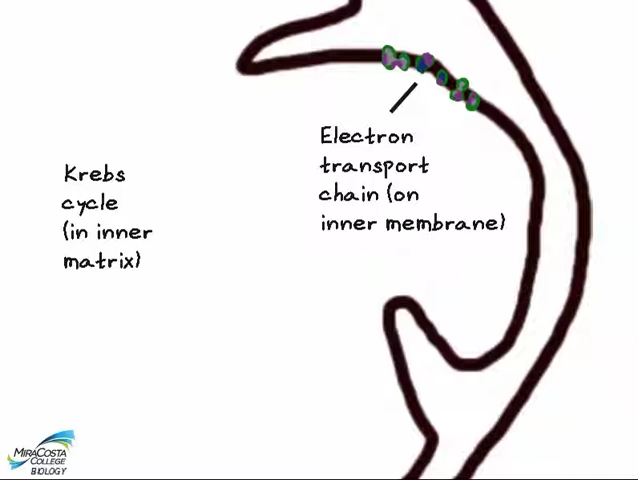 Electron
transport
chain (on
inner membrane)
Krebs
cycle
(in inner
matrix)
MIRACOSTA
COLLEGE
BIOLOGY